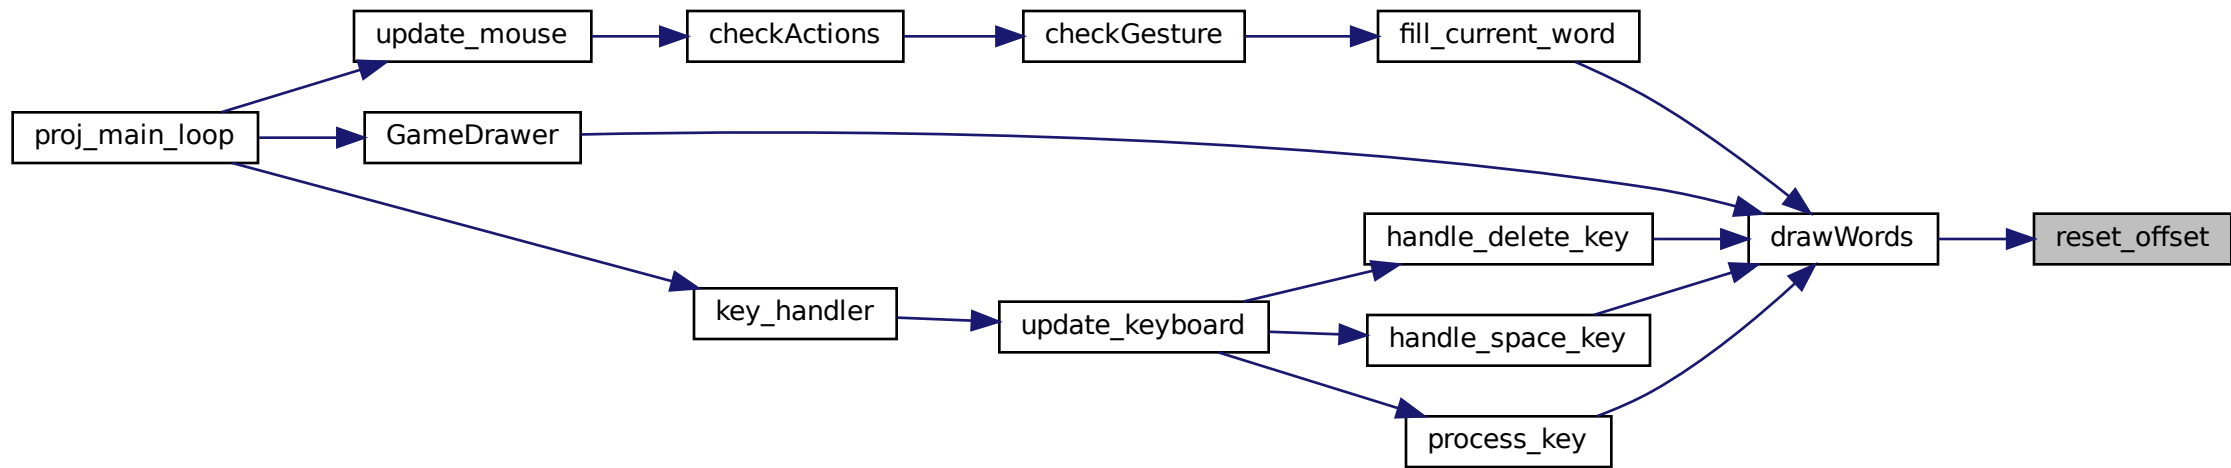 update_mouse
checkActions
checkGesture
fill_current_word
proj_main_loop
GameDrawer
handle_delete_key
drawWords
reset_offset
key_handler
update_keyboard
handle_space_key
process_key